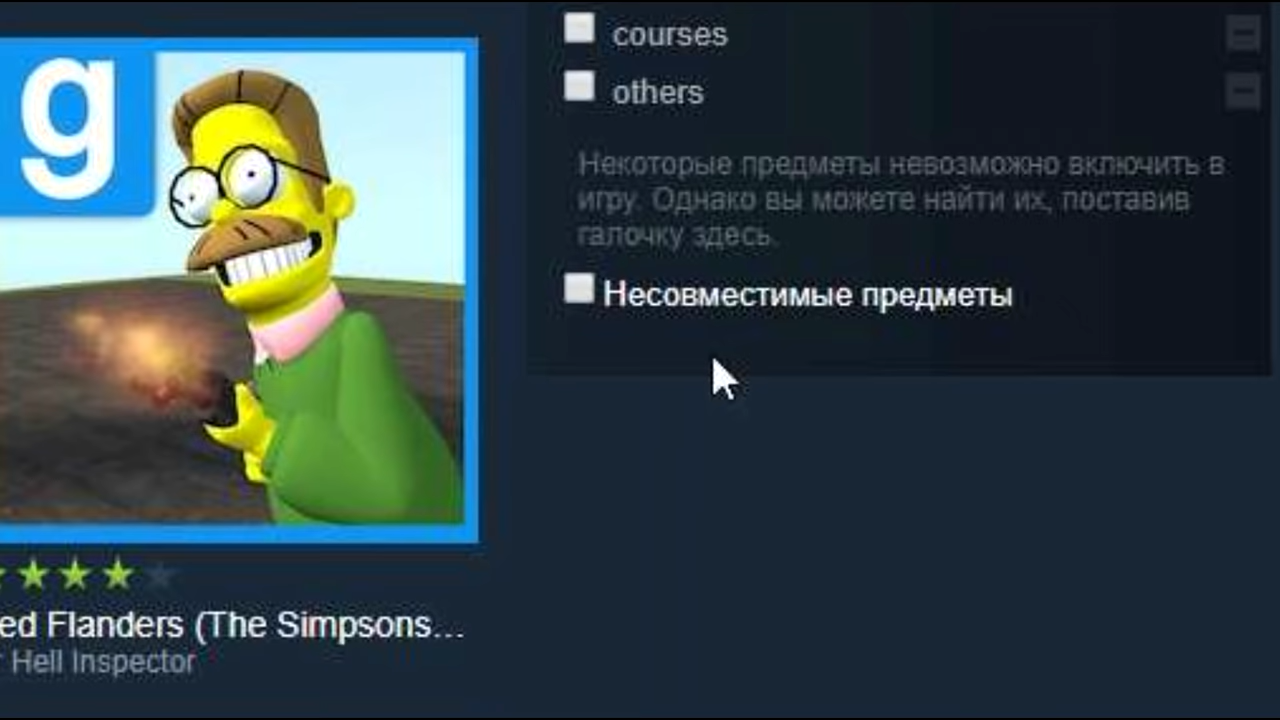 courses
others
Некоторые предметы невозможно включить в
игру. Однако вы можете найти их, поставив
галочку здесь.
Несовместимые предметы
g
ed Flanders (The Simpsons...
r Hell Inspector